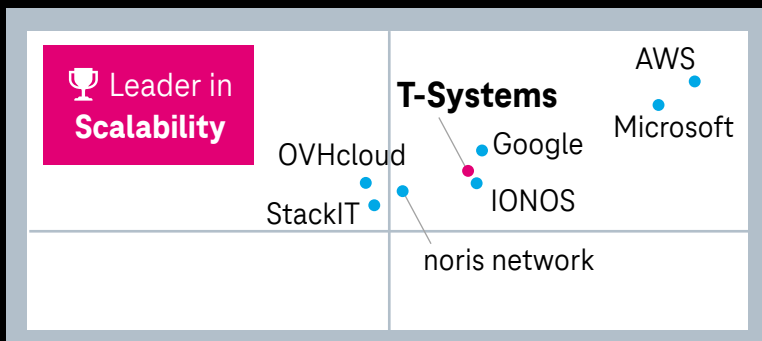 Leader in
Scalability
AWS
T-Systems
Microsoft
Google
OVHcloud
IONOS
StackIT
noris network